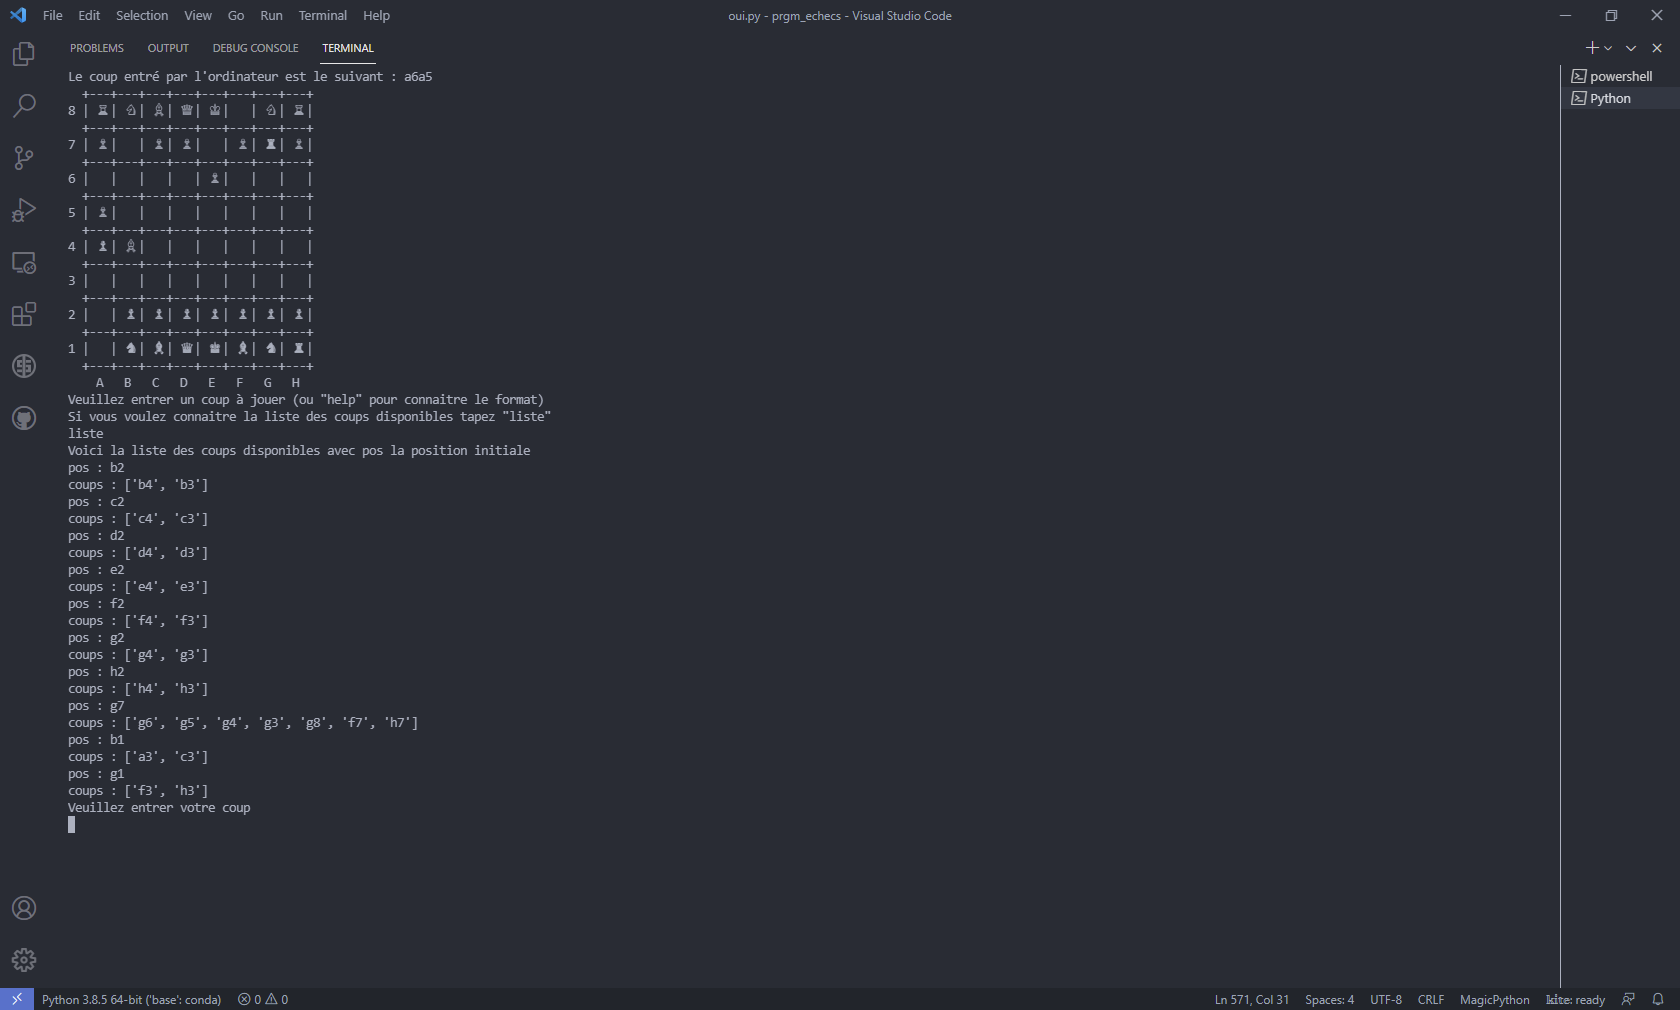 File Edit Selection View Go Run Terminal Help
oui.py - prgm_echecs - Visual Studio Code
PROBLEMS OUTPUT DEBUG CONSOLE TERMINAL
powershell
Python
Le coup entré par l'ordinateur est le suivant : a6a5
+---+---+---+---+---+---+---+---+
8 | ♖| ♘| ♗| ♕| ♔|   | ♘| ♖|
+---+---+---+---+---+---+---+---+
7 | ♙|   | ♙| ♙|   | ♙| ♜| ♙|
+---+---+---+---+---+---+---+---+
6 |   |   |   |   | ♙|   |   |   |
+---+---+---+---+---+---+---+---+
5 | ♙|   |   |   |   |   |   |   |
+---+---+---+---+---+---+---+---+
4 | ♟| ♗|   |   |   |   |   |   |
+---+---+---+---+---+---+---+---+
3 |   |   |   |   |   |   |   |   |
+---+---+---+---+---+---+---+---+
2 |   | ♟| ♟| ♟| ♟| ♟| ♟| ♟|
+---+---+---+---+---+---+---+---+
1 |   | ♞| ♝| ♛| ♚| ♝| ♞| ♜|
+---+---+---+---+---+---+---+---+
A B C D E F G H
Veuillez entrer un coup à jouer (ou "help" pour connaitre le format)
Si vous voulez connaitre la liste des coups disponibles tapez "liste"
liste
Voici la liste des coups disponibles avec pos la position initiale
pos : b2
coups : ['b4', 'b3']
pos : c2
coups : ['c4', 'c3']
pos : d2
coups : ['d4', 'd3']
pos : e2
coups : ['e4', 'e3']
pos : f2
coups : ['f4', 'f3']
pos : g2
coups : ['g4', 'g3']
pos : h2
coups : ['h4', 'h3']
pos : g7
coups : ['g6', 'g5', 'g4', 'g3', 'g8', 'f7', 'h7']
pos : b1
coups : ['a3', 'c3']
pos : g1
coups : ['f3', 'h3']
Veuillez entrer votre coup
Python 3.8.5 64-bit ('base': conda) 0 0
Ln 571, Col 31 Spaces: 4 UTF-8 CRLF MagicPython kite: ready